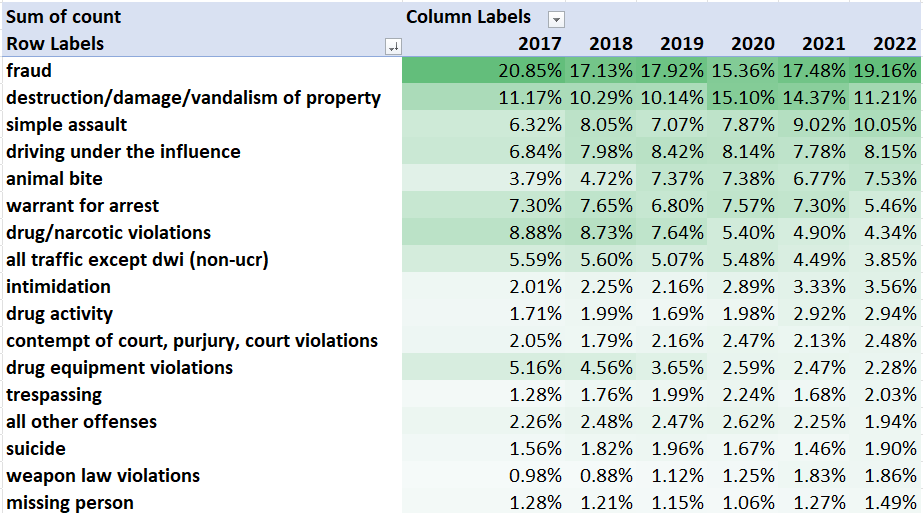 Sum of count Column Labels
Row Labels 2017 2018 2019 2020 2021 2022
fraud 20.85% 17.13% 17.92% 15.36% 17.48% 19.16%
destruction/damage/vandalism of property 11.17% 10.29% 10.14% 15.10% 14.37% 11.21%
simple assault 6.32% 8.05% 7.07% 7.87% 9.02% 10.05%
driving under the influence 6.84% 7.98% 8.42% 8.14% 7.78% 8.15%
animal bite 3.79% 4.72% 7.37% 7.38% 6.77% 7.53%
warrant for arrest 7.30% 7.65% 6.80% 7.57% 7.30% 5.46%
drug/narcotic violations 8.88% 8.73% 7.64% 5.40% 4.90% 4.34%
all traffic except dwi (non-ucr) 5.59% 5.60% 5.07% 5.48% 4.49% 3.85%
intimidation 2.01% 2.25% 2.16% 2.89% 3.33% 3.56%
drug activity 1.71% 1.99% 1.69% 1.98% 2.92% 2.94%
contempt of court, purjury, court violations 2.05% 1.79% 2.16% 2.47% 2.13% 2.48%
drug equipment violations 5.16% 4.56% 3.65% 2.59% 2.47% 2.28%
trespassing 1.28% 1.76% 1.99% 2.24% 1.68% 2.03%
all other offenses 2.26% 2.48% 2.47% 2.62% 2.25% 1.94%
suicide 1.56% 1.82% 1.96% 1.67% 1.46% 1.90%
weapon law violations 0.98% 0.88% 1.12% 1.25% 1.83% 1.86%
missing person 1.28% 1.21% 1.15% 1.06% 1.27% 1.49%